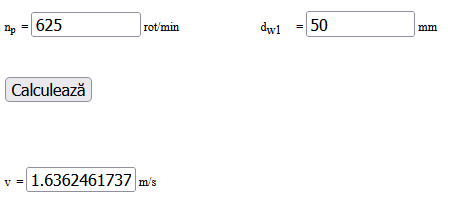 np = 625 rot/min dw1 = 50 mm
Calculează
v = 1.6362461737 m/s